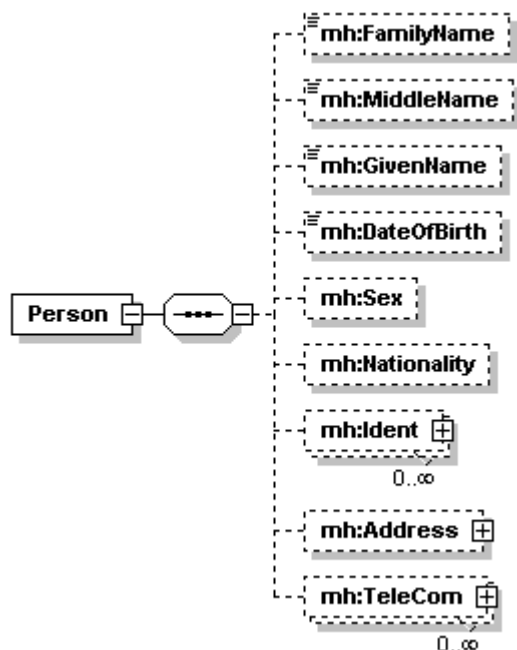 mh:FamilyName
mh:MiddleName
mh:GivenName
mh:DateOfBirth
Person
mh:Sex
mh:Nationality
mh:Ident
0..∞
mh:Address
mh:TeleCom
0..∞